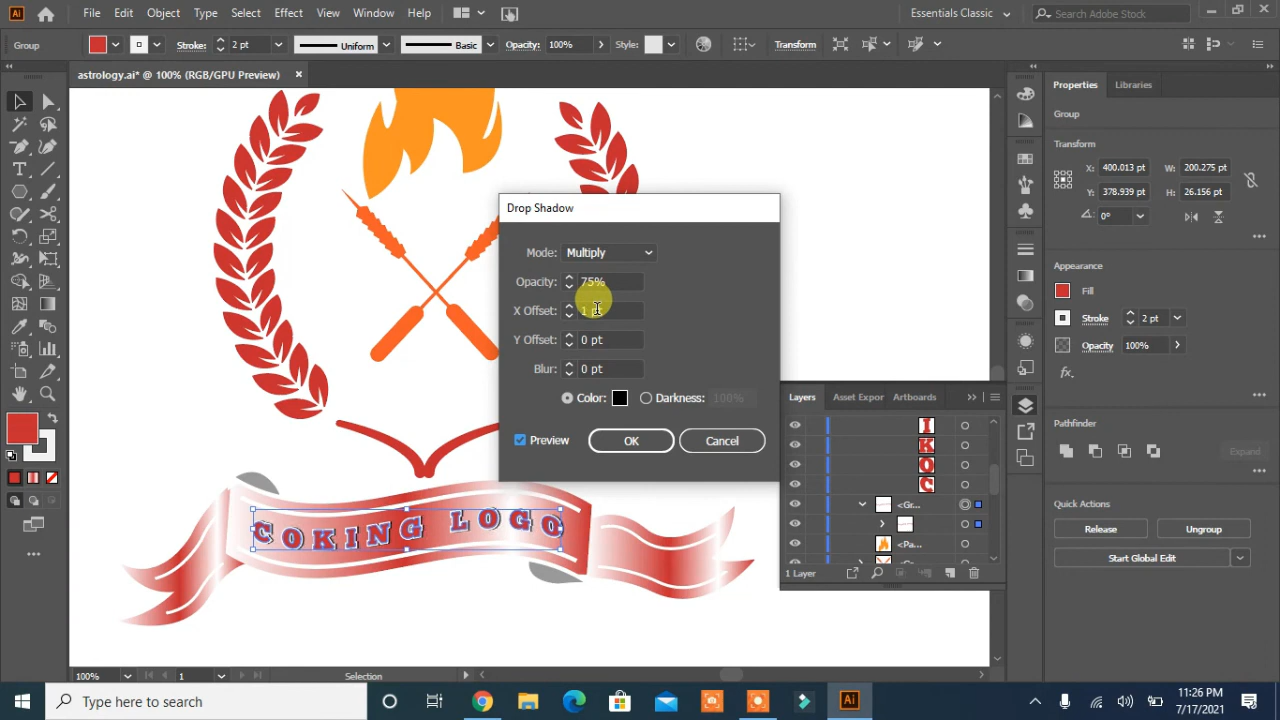 Ai File Edit Object Type Select Effect View Window Help Essentials Classic Search Adobe Stock
Group Stroke: 2 pt Uniform Basic Opacity: 100% Style: Transform
astrology.ai* @ 100% (RGB/GPU Preview) ×
Properties Libraries
Group
Transform
X: 400.013 pt W: 200.275 pt
Y: 378.939 pt H: 26.156 pt
0°
Appearance
Fill
Stroke 2 pt
Opacity 100%
fx.
Pathfinder
Expand
Quick Actions
Release Ungroup
Start Global Edit
Drop Shadow
Mode: Multiply
Opacity: 75%
X Offset: 1 pt
Y Offset: 0 pt
Blur: 0 pt
Color: Darkness: 100%
Preview OK Cancel
Layers Asset Expor Artboards
I
K
O
C
<Gr...
<Pa...
1 Layer
COKING LOGO
100% 1 Selection
Type here to search
Ai
11:26 PM
7/17/2021